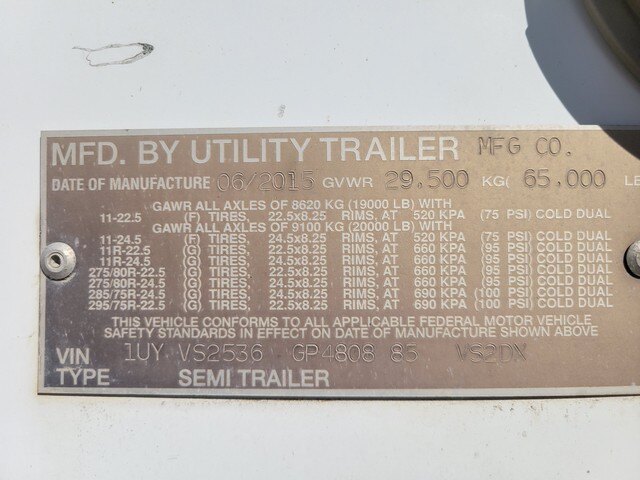 MFD. BY UTILITY TRAILER MFG CO.
DATE OF MANUFACTURE 06/2015 GVWR 29.500 KG( 65.000 LB
GAWR ALL AXLES OF 8620 KG (19000 LB) WITH
11-22.5 (F) TIRES, 22.5x8.25 RIMS, AT 520 KPA (75 PSI) COLD DUAL
GAWR ALL AXLES OF 9100 KG (20000 LB) WITH
11-24.5 (F) TIRES, 24.5x8.25 RIMS, AT 520 KPA (75 PSI) COLD DUAL
11R-22.5 (G) TIRES, 22.5x8.25 RIMS, AT 660 KPA (95 PSI) COLD DUAL
11R-24.5 (G) TIRES, 24.5x8.25 RIMS, AT 660 KPA (95 PSI) COLD DUAL
275/80R-22.5 (G) TIRES, 22.5x8.25 RIMS, AT 660 KPA (95 PSI) COLD DUAL
275/80R-24.5 (G) TIRES, 24.5x8.25 RIMS, AT 660 KPA (95 PSI) COLD DUAL
285/75R-24.5 (G) TIRES, 24.5x8.25 RIMS, AT 690 KPA (100 PSI) COLD DUAL
295/75R-22.5 (G) TIRES, 22.5x8.25 RIMS, AT 690 KPA (100 PSI) COLD DUAL
THIS VEHICLE CONFORMS TO ALL APPLICABLE FEDERAL MOTOR VEHICLE
SAFETY STANDARDS IN EFFECT ON DATE OF MANUFACTURE SHOWN ABOVE
VIN 1UY VS2536 GP4808 85 VS2DX
TYPE SEMI TRAILER